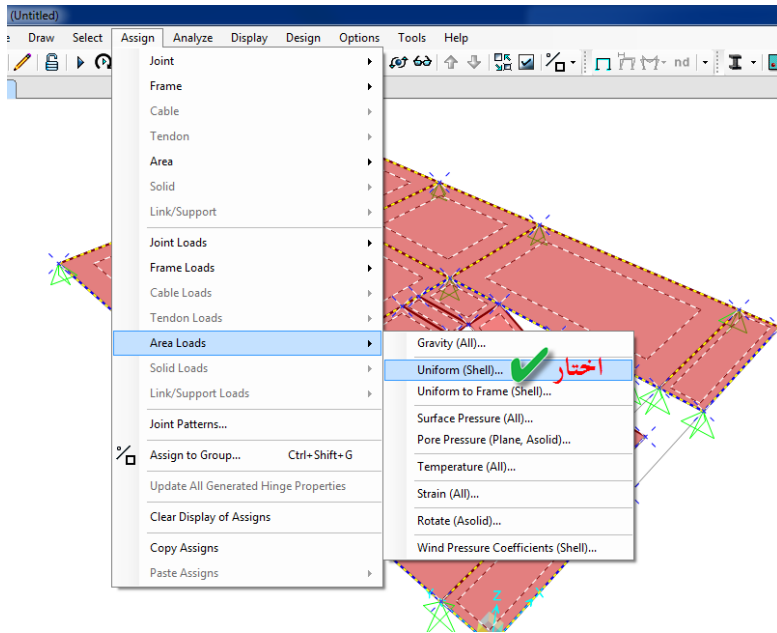 (Untitled)
e Draw Select Assign Analyze Display Design Options Tools Help
nd
Joint
Frame
Cable
Tendon
Area
Solid
Link/Support
Joint Loads
Frame Loads
Cable Loads
Tendon Loads
Area Loads
Solid Loads
Link/Support Loads
Joint Patterns...
Assign to Group... Ctrl+Shift+G
Update All Generated Hinge Properties
Clear Display of Assigns
Copy Assigns
Paste Assigns
Gravity (All)...
Uniform (Shell)... اختار
Uniform to Frame (Shell)...
Surface Pressure (All)...
Pore Pressure (Plane, Asolid)...
Temperature (All)...
Strain (All)...
Rotate (Asolid)...
Wind Pressure Coefficients (Shell)...
Z